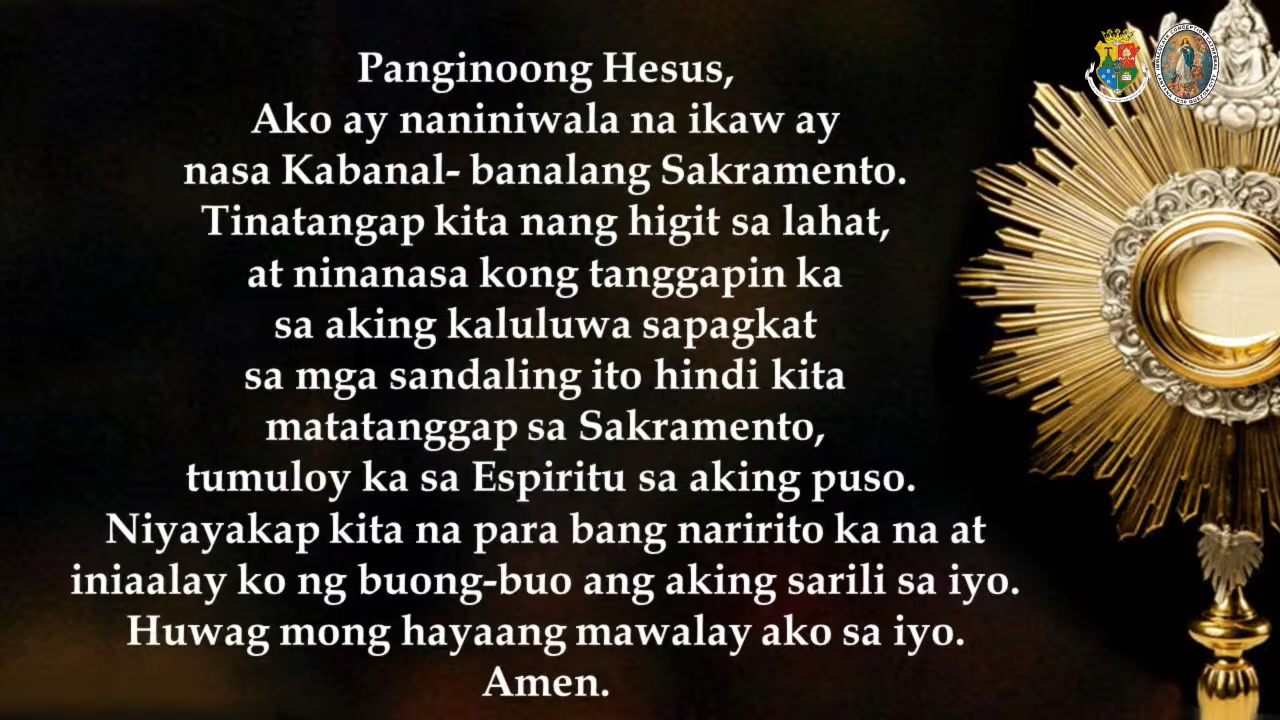 Panginoong Hesus,
Ako ay naniniwala na ikaw ay
nasa Kabanal- banalang Sakramento.
Tinatangap kita nang higit sa lahat,
at ninanasa kong tanggapin ka
sa aking kaluluwa sapagkat
sa mga sandaling ito hindi kita
matatanggap sa Sakramento,
tumuloy ka sa Espiritu sa aking puso.
Niyayakap kita na para bang naririto ka na at
iniaalay ko ng buong-buo ang aking sarili sa iyo.
Huwag mong hayaang mawalay ako sa iyo.
Amen.